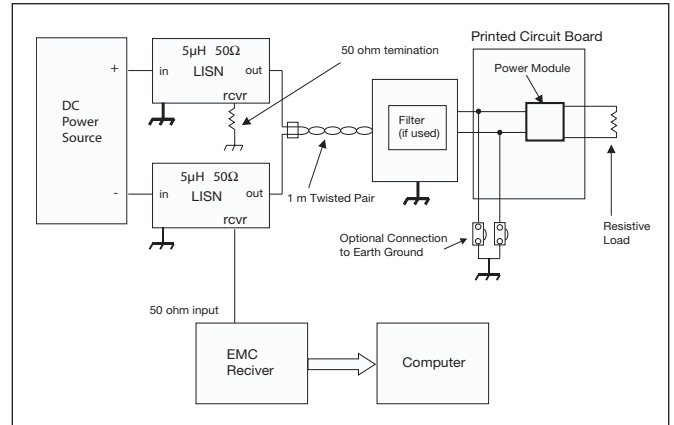 Printed Circuit Board
5µH 50Ω
LISN
in
out
rcvr
50 ohm temination
Power Module
+
DC
Power
Source
-
Filter
(if used)
5µH 50Ω
LISN
in
out
rcvr
1 m Twisted Pair
Optional Connection
to Earth Ground
Resistive
Load
50 ohm input
EMC
Reciver
Computer